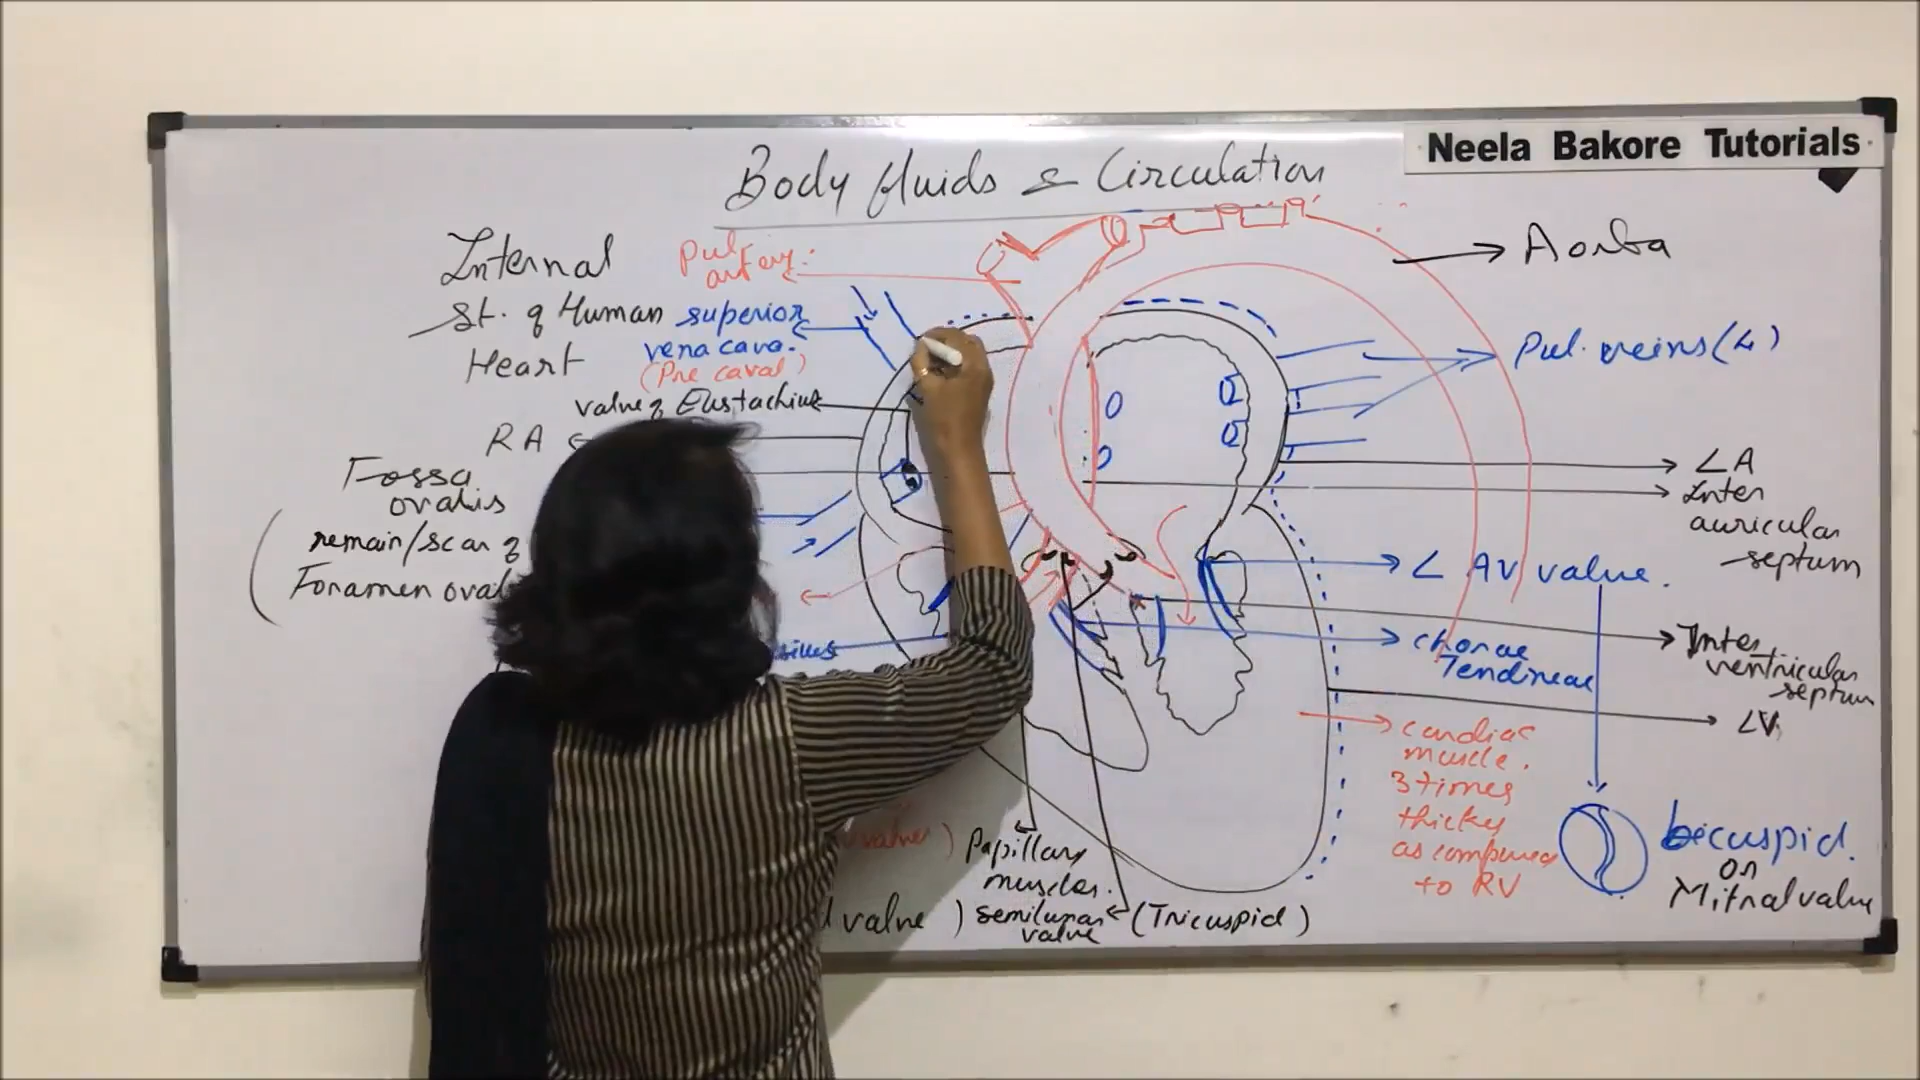 Neela Bakore Tutorials
Body fluids & Circulation
Internal
St. of Human
Heart
Pul
artery.
superior
vena cava.
(Pre caval)
valve of Eustachius
RA
Fossa
ovalis
remain/scar of
Foramen oval
Aorta
Pul. veins (4)
LA
Inter
auricular
septum
L AV valve.
chorae
Tendineae
Inter
ventricular
septum
LV
cardiac
muscle.
3 times
thicker
as compared
to RV
bicuspid.
or
Mitral valve
Papillary
muscles.
valve ) semilunar
valve
(Tricuspid)